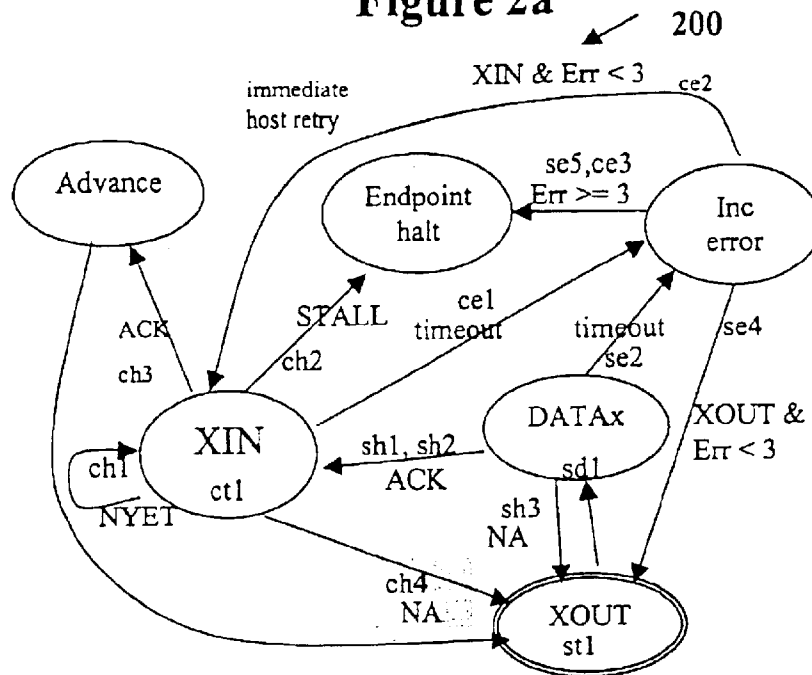 Figure 2a
200
XIN & Err < 3 ce2
immediate
host retry
Advance
Endpoint
halt
se5,ce3
Err >= 3
Inc
error
ACK
ch3
STALL
ch2
ce1
timeout
timeout
se2
se4
XOUT &
Err < 3
XIN
ct1
ch1
NYET
sh1, sh2
ACK
DATAx
sd1
sh3
NA
ch4
NA
XOUT
st1